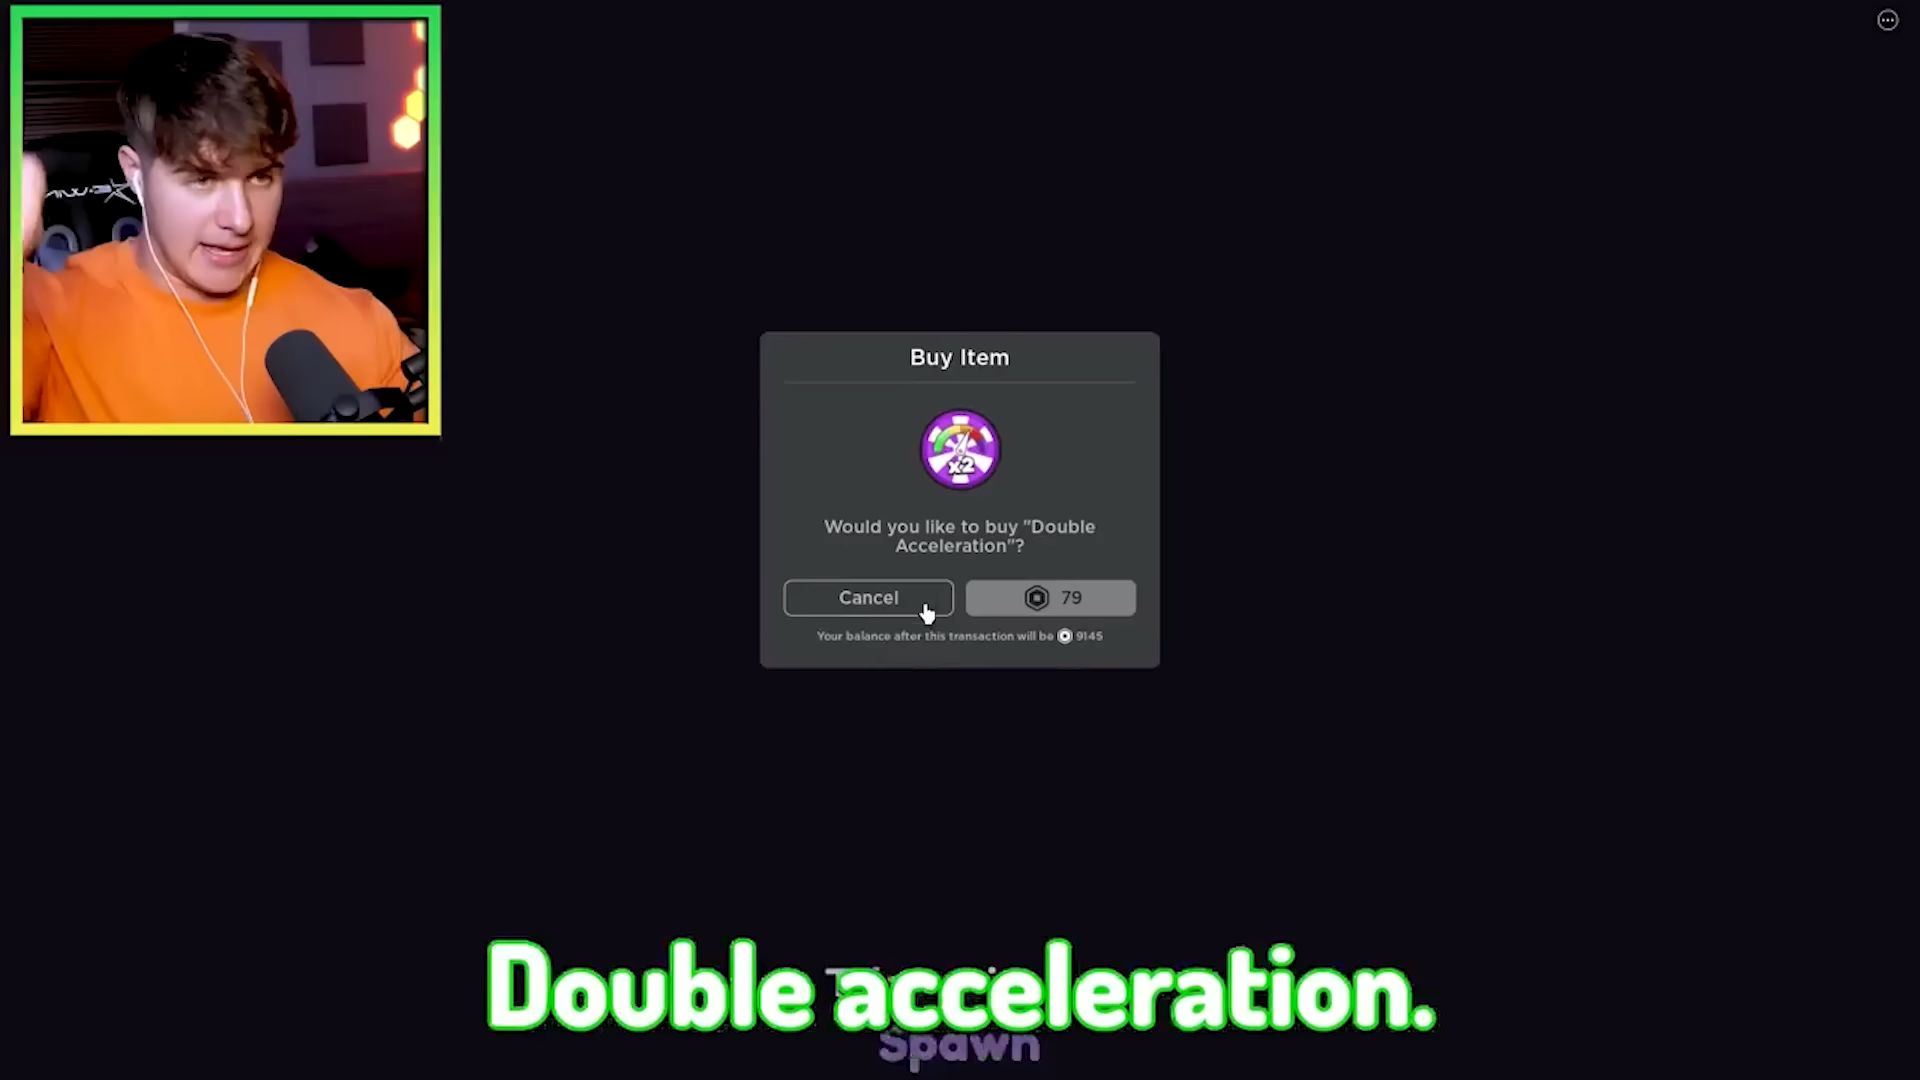 Buy Item
x2
Would you like to buy "Double
Acceleration"?
Cancel
79
Your balance after this transaction will be 9145
Double acceleration.
Spawn